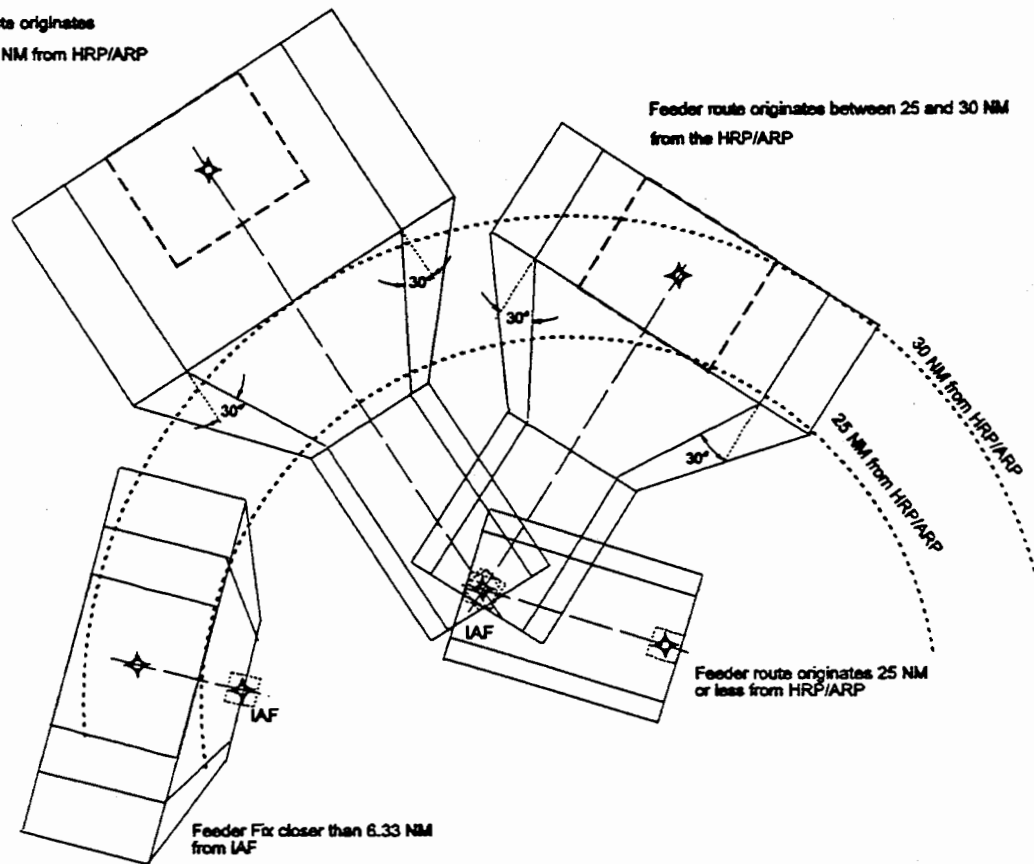 originates
NM from HRP/ARP
Feeder route originates between 25 and 30 NM
from the HRP/ARP
30°
30°
30°
30°
30 NM from HRP/ARP
25 NM from HRP/ARP
IAF
IAF
Feeder route originates 25 NM
or less from HRP/ARP
Feeder Fix closer than 6.33 NM
from IAF